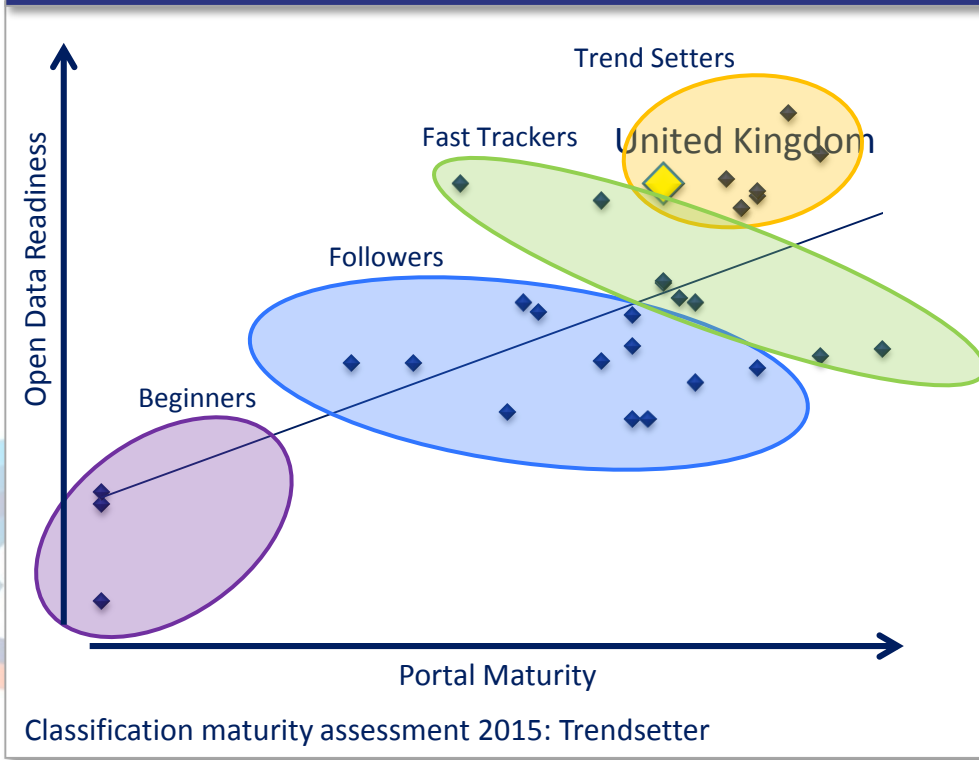 Trend Setters
Fast Trackers
United Kingdom
Followers
Beginners
Open Data Readiness
Portal Maturity
Classification maturity assessment 2015: Trendsetter